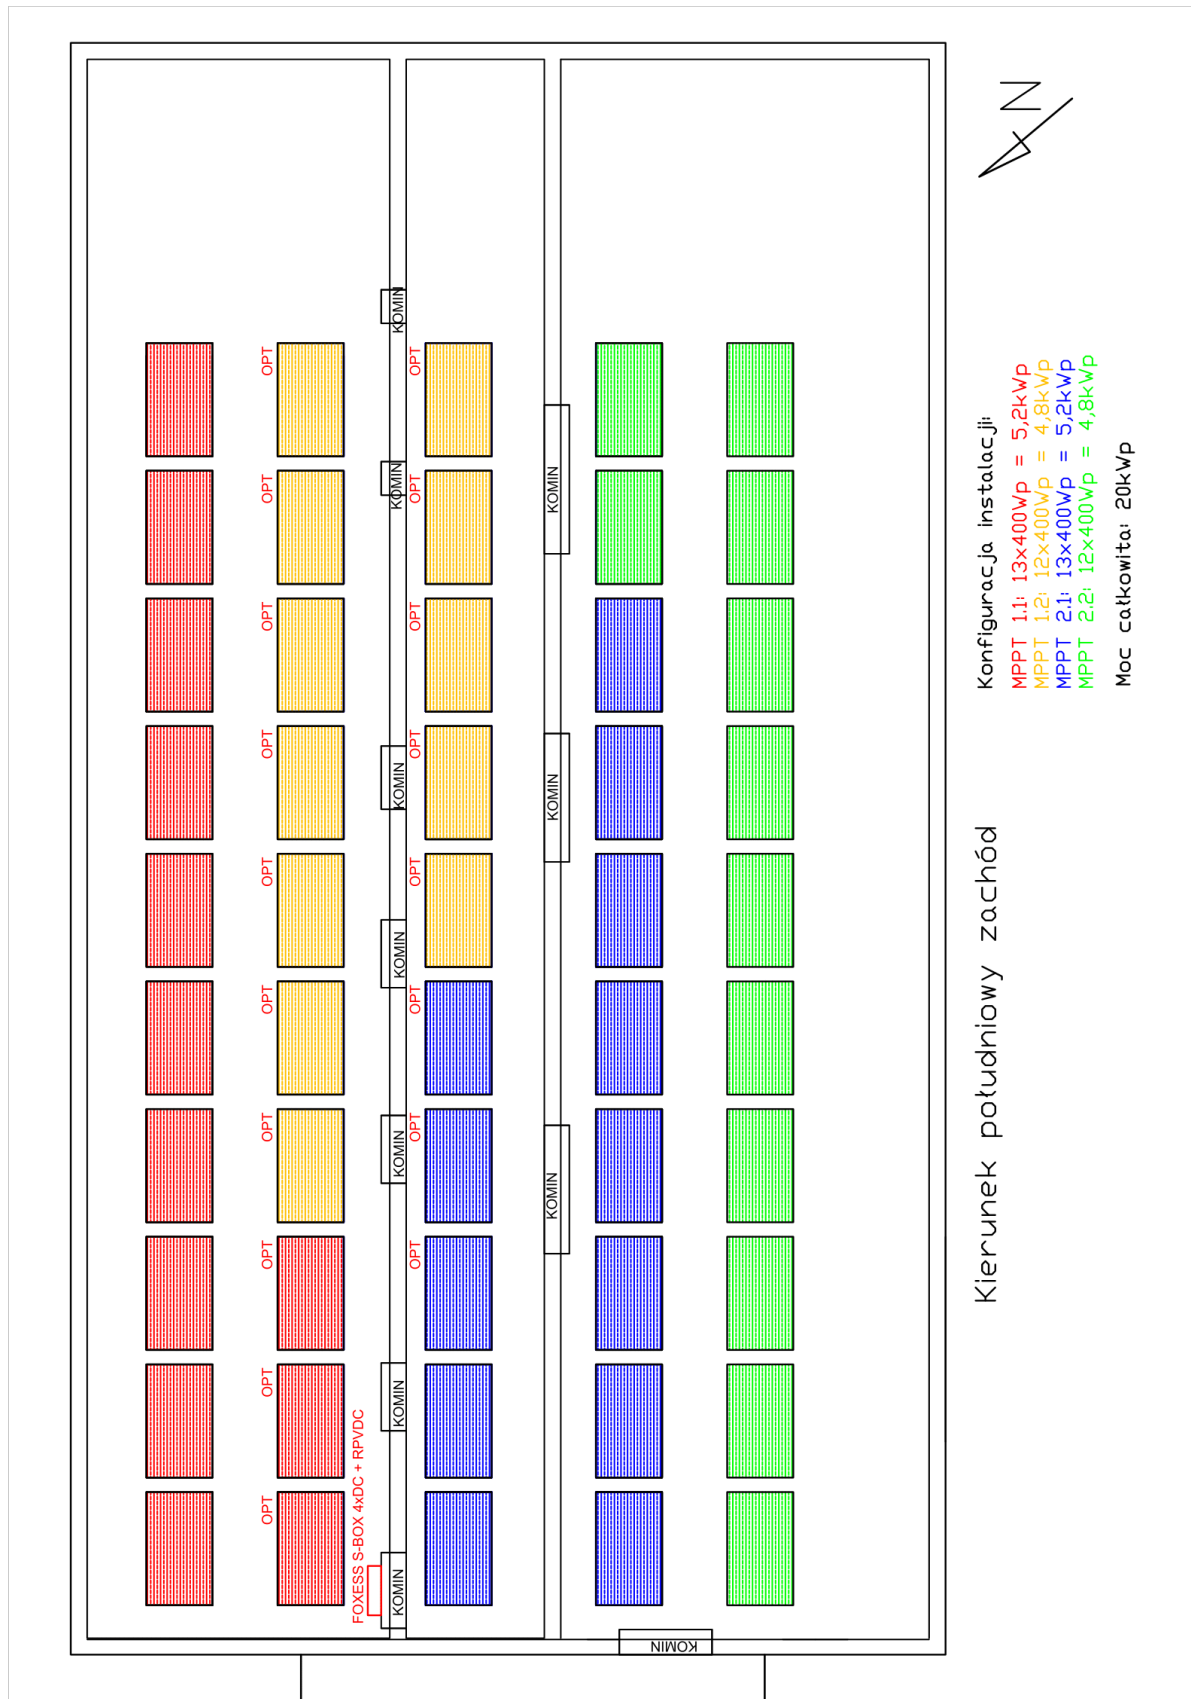 N
KOMIN
OPT
OPT
KOMIN
OPT
OPT
KOMIN
OPT
OPT
OPT
OPT
KOMIN
KOMIN
OPT
OPT
KOMIN
OPT
OPT
OPT
OPT
KOMIN
KOMIN
OPT
OPT
OPT
KOMIN
OPT
FOXESS S-BOX 4xDC + RPVDC
KOMIN
KOMIN
Konfiguracja instalacji:
MPPT 1.1: 13x400Wp = 5,2kWp
MPPT 1.2: 12x400Wp = 4,8kWp
MPPT 2.1: 13x400Wp = 5,2kWp
MPPT 2.2: 12x400Wp = 4,8kWp
Moc całkowita: 20kWp
Kierunek południowy zachód